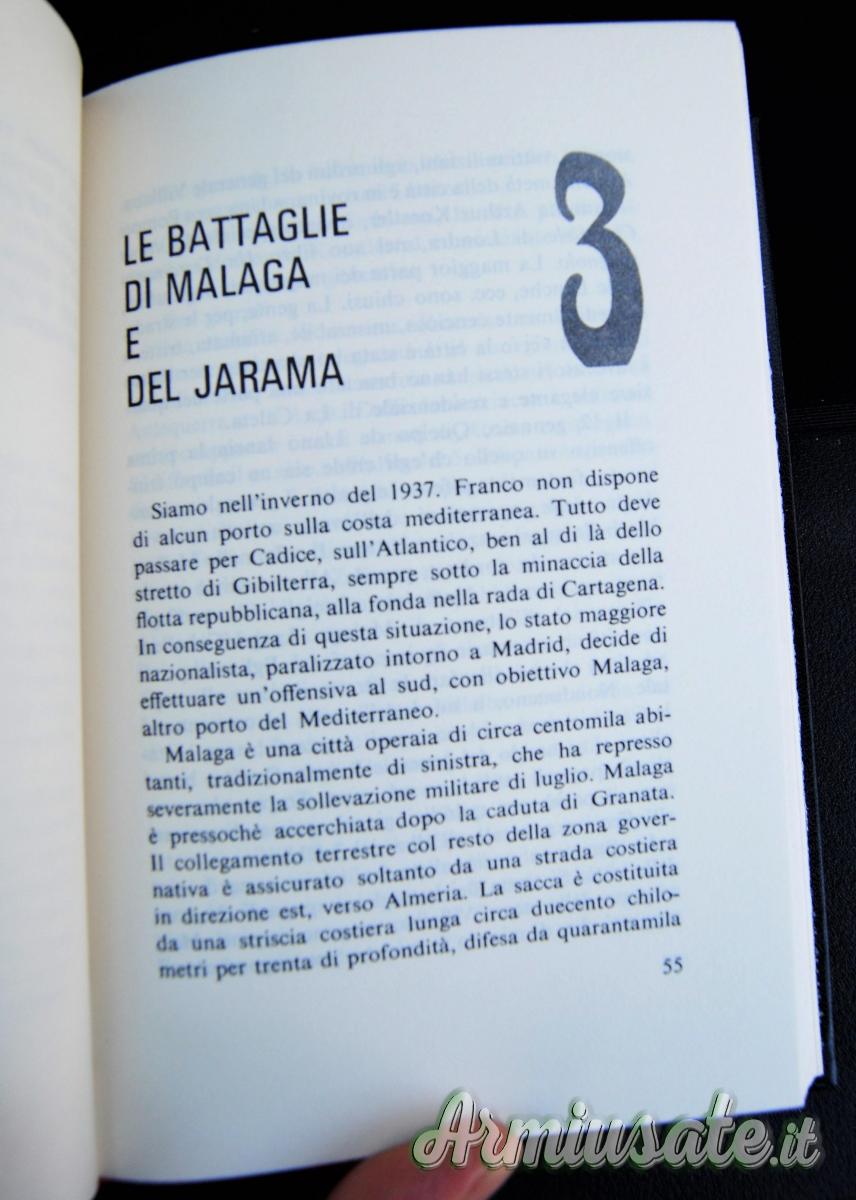 LE BATTAGLIE
DI MALAGA
E
DEL JARAMA
3
Siamo nell'inverno del 1937. Franco non dispone
di alcun porto sulla costa mediterranea. Tutto deve
passare per Cadice, sull'Atlantico, ben al di là dello
stretto di Gibilterra, sempre sotto la minaccia della
flotta repubblicana, alla fonda nella rada di Cartagena.
In conseguenza di questa situazione, lo stato maggiore
nazionalista, paralizzato intorno a Madrid, decide di
effettuare un'offensiva al sud, con obiettivo Malaga,
altro porto del Mediterraneo.
Malaga è una città operaia di circa centomila abi-
tanti, tradizionalmente di sinistra, che ha represso
severamente la sollevazione militare di luglio. Malaga
è pressochè accerchiata dopo la caduta di Granata.
Il collegamento terrestre col resto della zona gover-
nativa è assicurato soltanto da una strada costiera
in direzione est, verso Almeria. La sacca è costituita
da una striscia costiera lunga circa duecento chilo-
metri per trenta di profondità, difesa da quarantamila
55
Armiusate.it